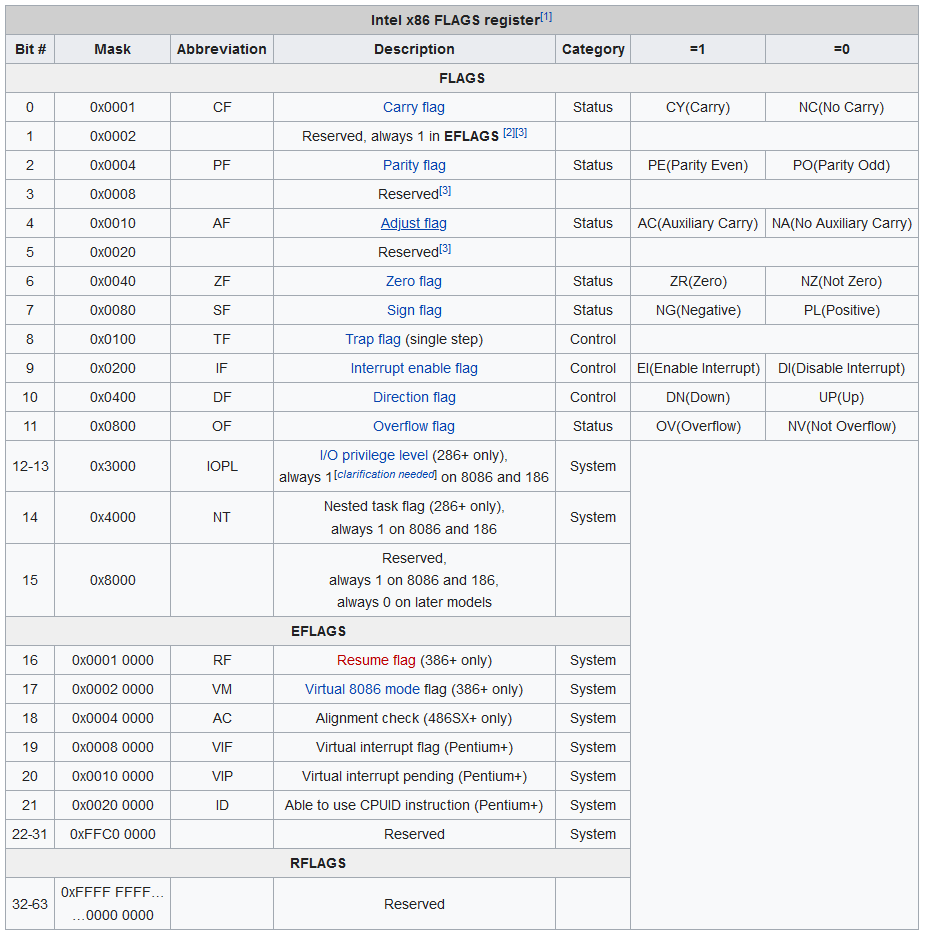 Intel x86 FLAGS register[1]
Bit # Mask Abbreviation Description Category =1 =0
FLAGS
0 0x0001 CF Carry flag Status CY(Carry) NC(No Carry)
1 0x0002 Reserved, always 1 in EFLAGS [2][3]
2 0x0004 PF Parity flag Status PE(Parity Even) PO(Parity Odd)
3 0x0008 Reserved[3]
4 0x0010 AF Adjust flag Status AC(Auxiliary Carry) NA(No Auxiliary Carry)
5 0x0020 Reserved[3]
6 0x0040 ZF Zero flag Status ZR(Zero) NZ(Not Zero)
7 0x0080 SF Sign flag Status NG(Negative) PL(Positive)
8 0x0100 TF Trap flag (single step) Control
9 0x0200 IF Interrupt enable flag Control EI(Enable Interrupt) DI(Disable Interrupt)
10 0x0400 DF Direction flag Control DN(Down) UP(Up)
11 0x0800 OF Overflow flag Status OV(Overflow) NV(Not Overflow)
12-13 0x3000 IOPL I/O privilege level (286+ only),
always 1[clarification needed] on 8086 and 186 System
14 0x4000 NT Nested task flag (286+ only),
always 1 on 8086 and 186 System
15 0x8000 Reserved,
always 1 on 8086 and 186,
always 0 on later models
EFLAGS
16 0x0001 0000 RF Resume flag (386+ only) System
17 0x0002 0000 VM Virtual 8086 mode flag (386+ only) System
18 0x0004 0000 AC Alignment check (486SX+ only) System
19 0x0008 0000 VIF Virtual interrupt flag (Pentium+) System
20 0x0010 0000 VIP Virtual interrupt pending (Pentium+) System
21 0x0020 0000 ID Able to use CPUID instruction (Pentium+) System
22-31 0xFFC0 0000 Reserved System
RFLAGS
32-63 0xFFFF FFFF…
…0000 0000 Reserved